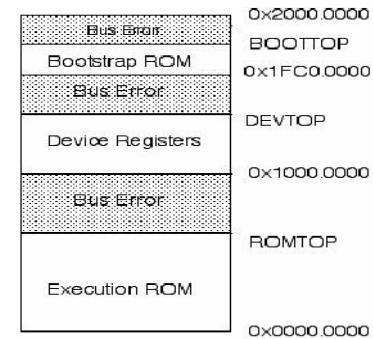 0x2000.0000
Bus Error
BOOTTOP
Bootstrap ROM
0x1FC0.0000
Bus Error
DEVTOP
Device Registers
0x1000.0000
Bus Error
ROMTOP
Execution ROM
0x0000.0000